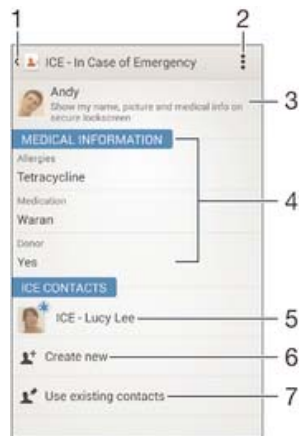 1
2
ICE - In Case of Emergency
Andy
Show my name, picture and medical info on
secure lockscreen
3
MEDICAL INFORMATION
Allergies
Tetracycline
Medication
Waran
4
Donor
Yes
ICE CONTACTS
ICE - Lucy Lee
5
Create new
6
Use existing contacts
7